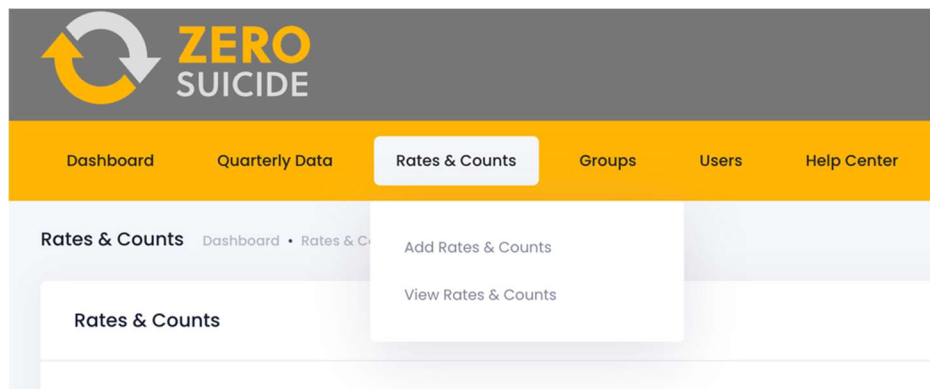 ZERO
SUICIDE
Dashboard Quarterly Data Rates & Counts Groups Users Help Center
Rates & Counts Dashboard • Rates & C
Add Rates & Counts
View Rates & Counts
Rates & Counts